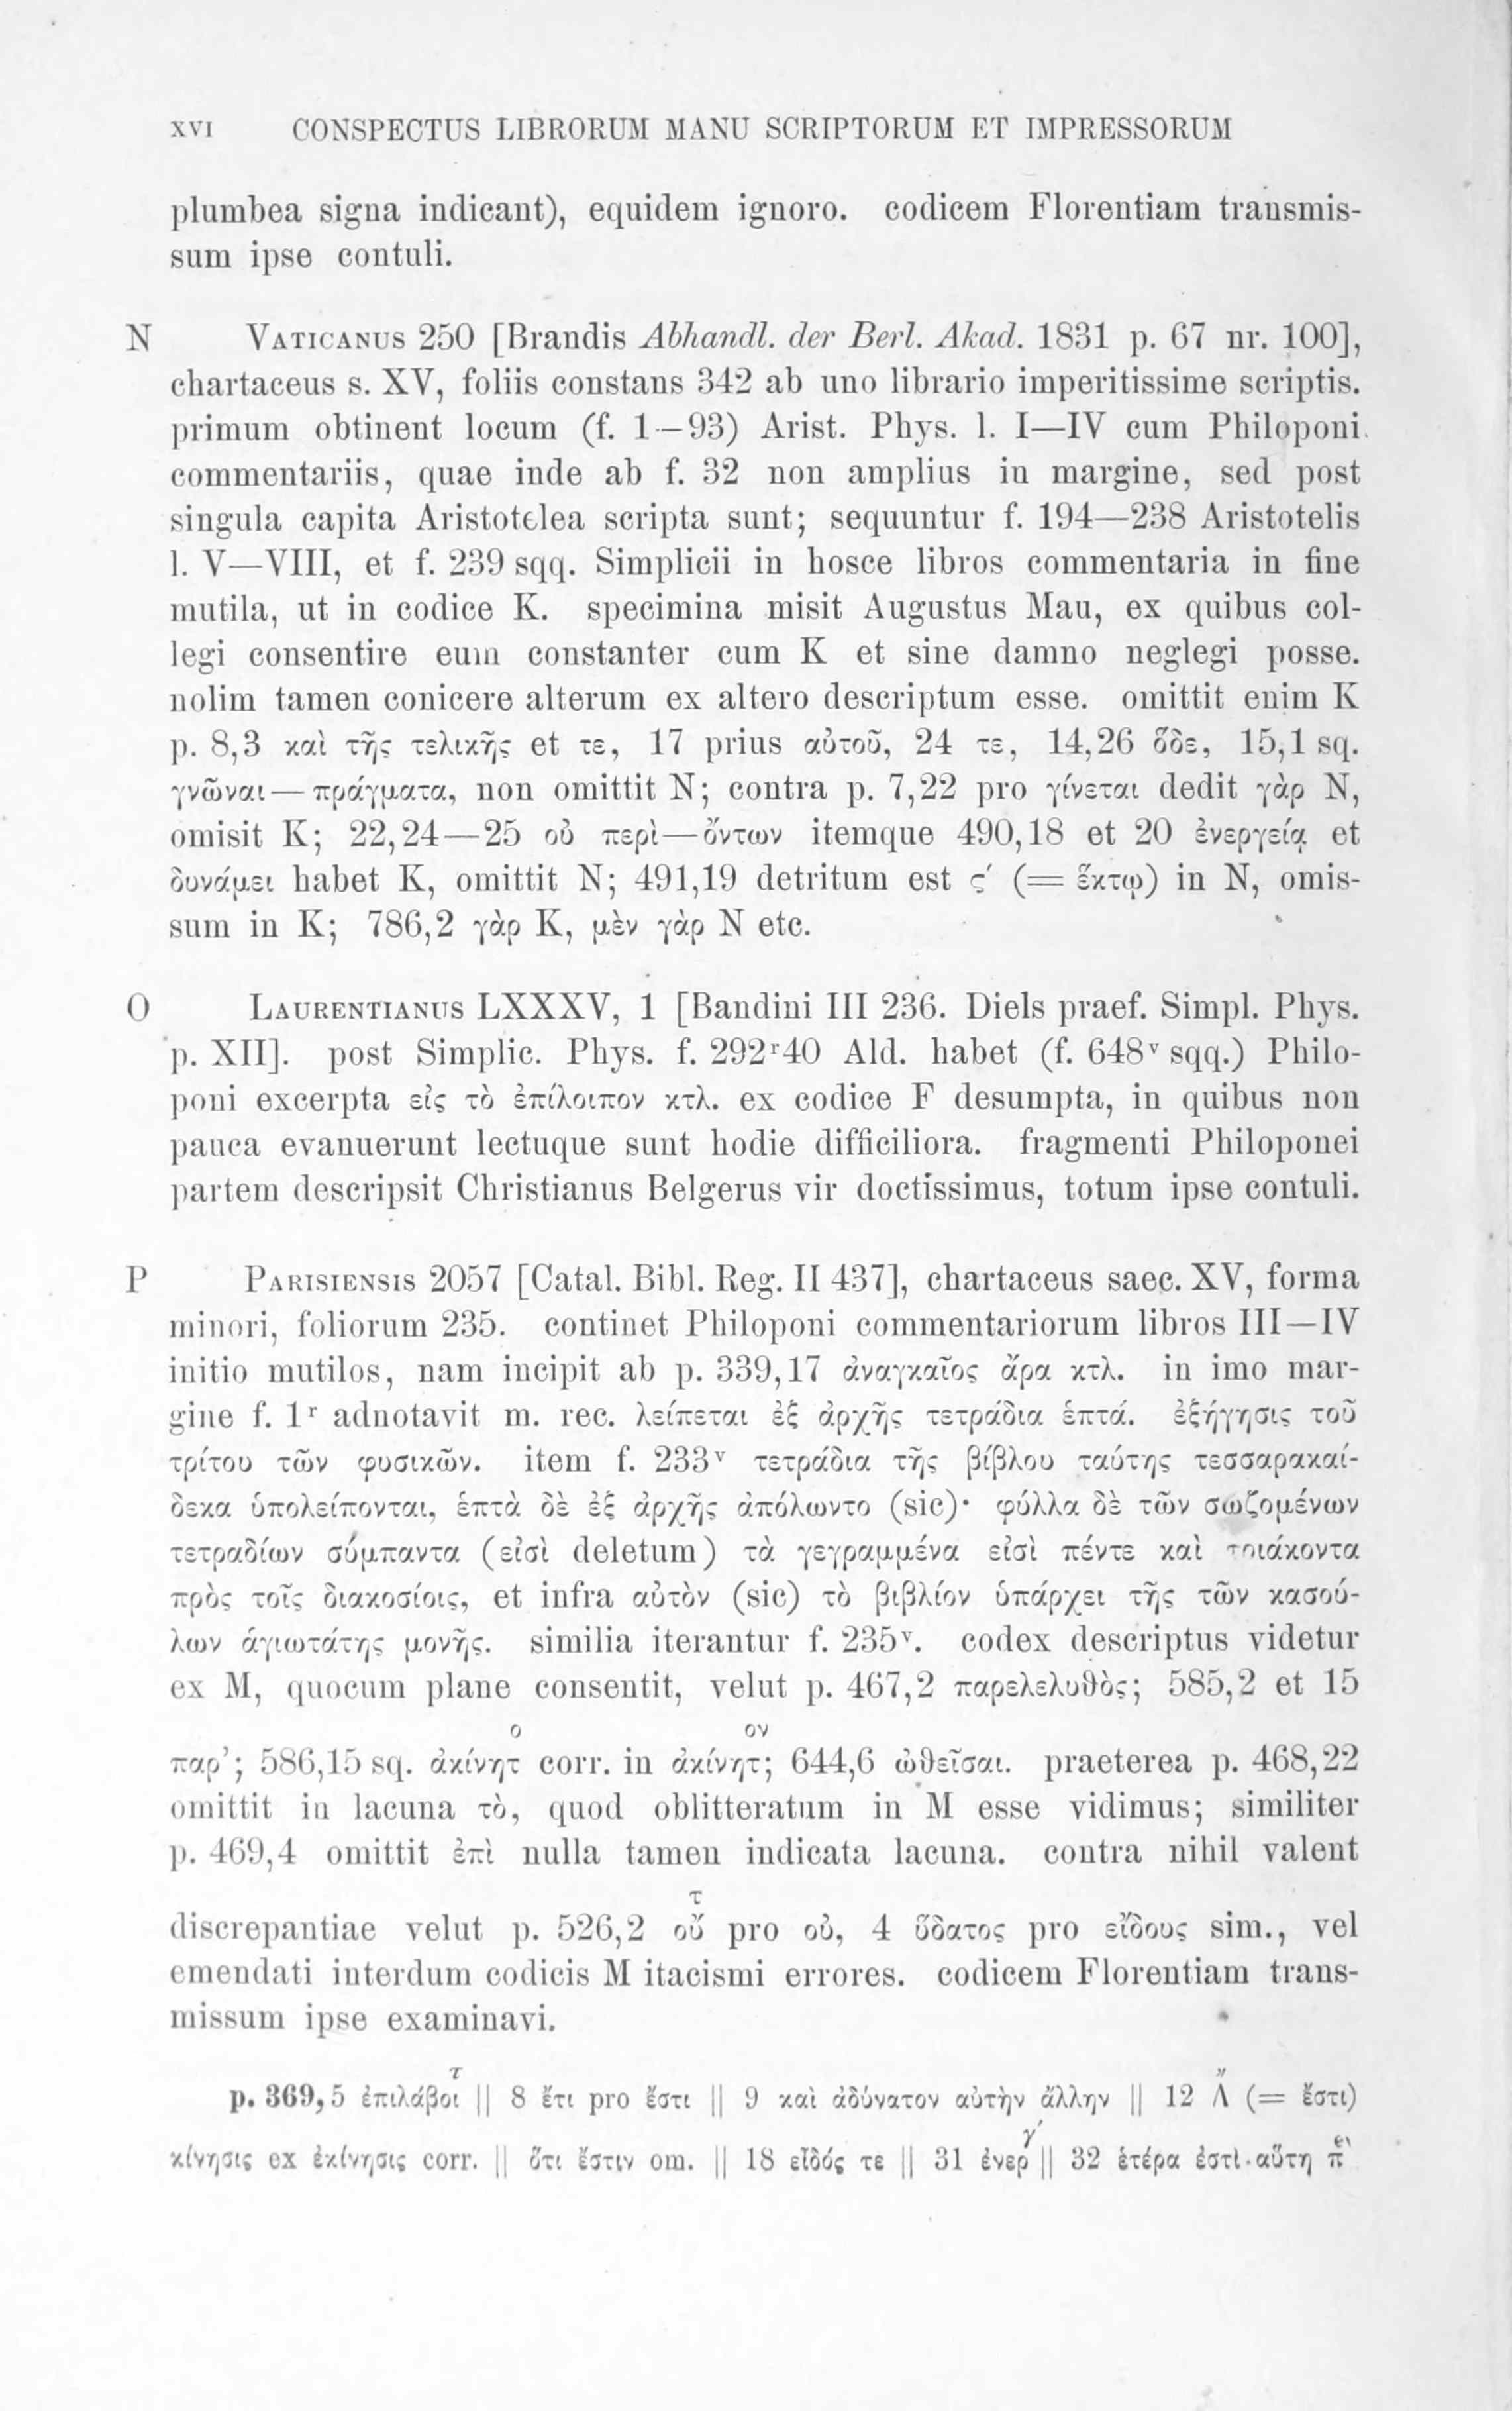 XVI CONSPECTUS LIBRORUM MANU SCRIPTORUM ET IMPRESSORUM
plumbea signa indicant), equidem ignoro. codicem Florentiam transmis-
sum ipse contuli.
N VATICANUS 250 [Brandis Abhandl. der Berl. Akad. 1831 p. 67 nr. 100],
chartaceus s. XV, foliis constans 342 ab uno librario imperitissime scriptis.
primum obtinent locum (f. 1—93) Arist. Phys. l. I—IV cum Philoponi
commentariis, quae inde ab f. 32 non amplius in margine, sed post
singula capita Aristotelea scripta sunt; sequuntur f. 194—238 Aristotelis
l. V—VIII, et f. 239 sqq. Simplicii in hosce libros commentaria in fine
mutila, ut in codice K. specimina misit Augustus Mau, ex quibus col-
legi consentire eum constanter cum K et sine damno neglegi posse.
nolim tamen conicere alterum ex altero descriptum esse. omittit enim K
p. 8,3 καὶ τῆς τελικῆς et τε, 17 prius αὐτοῦ, 24 τε, 14,26 ὅδε, 15,1 sq.
γνῶναι — πράγματα, non omittit N; contra p. 7,22 pro γίνεται dedit γὰρ N,
omisit K; 22,24—25 οὐ περὶ — ὄντων itemque 490,18 et 20 ἐνεργείᾳ et
δυνάμει habet K, omittit N; 491,19 detritum est ϛ′ (= ἕκτῳ) in N, omis-
sum in K; 786,2 γὰρ K, μὲν γὰρ N etc.
O LAURENTIANUS LXXXV, 1 [Bandini III 236. Diels praef. Simpl. Phys.
p. XII]. post Simplic. Phys. f. 292ʳ40 Ald. habet (f. 648ᵛ sqq.) Philo-
poni excerpta εἰς τὸ ἐπίλοιπον κτλ. ex codice F desumpta, in quibus non
pauca evanuerunt lectuque sunt hodie difficiliora. fragmenti Philoponei
partem descripsit Christianus Belgerus vir doctissimus, totum ipse contuli.
P PARISIENSIS 2057 [Catal. Bibl. Reg. II 437], chartaceus saec. XV, forma
minori, foliorum 235. continet Philoponi commentariorum libros III—IV
initio mutilos, nam incipit ab p. 339,17 ἀναγκαῖος ἄρα κτλ. in imo mar-
gine f. 1ʳ adnotavit m. rec. λείπεται ἐξ ἀρχῆς τετράδια ἑπτά. ἐξήγησις τοῦ
τρίτου τῶν φυσικῶν. item f. 233ᵛ τετράδια τῆς βίβλου ταύτης τεσσαρακαί-
δεκα ὑπολείπονται, ἑπτὰ δὲ ἐξ ἀρχῆς ἀπόλωντο (sic)· φύλλα δὲ τῶν σωζομένων
τετραδίων σύμπαντα (εἰσὶ deletum) τὰ γεγραμμένα εἰσὶ πέντε καὶ τριάκοντα
πρὸς τοῖς διακοσίοις, et infra αὐτὸν (sic) τὸ βιβλίον ὑπάρχει τῆς τῶν κασού-
λων ἁγιωτάτης μονῆς. similia iterantur f. 235ᵛ. codex descriptus videtur
ex M, quocum plane consentit, velut p. 467,2 παρελελυθὸς; 585,2 et 15
ο ον
παρ’; 586,15 sq. ἀκίνητ corr. in ἀκίνητ; 644,6 ὠθεῖσαι. praeterea p. 468,22
omittit in lacuna τὸ, quod oblitteratum in M esse vidimus; similiter
p. 469,4 omittit ἐπὶ nulla tamen indicata lacuna. contra nihil valent
τ
discrepantiae velut p. 526,2 οὔ pro οὐ, 4 ὕδατος pro εἴδους sim., vel
emendati interdum codicis M itacismi errores. codicem Florentiam trans-
missum ipse examinavi.
τ
p. 369,5 ἐπιλάβοι || 8 ἔτι pro ἔστι || 9 καὶ ἀδύνατον αὐτὴν ἄλλην || 12 Λ (= ἔστι)
γ
κίνησις ex ἐκίνησις corr. || ὅτι ἔστιν om. || 18 εἶδός τε || 31 ἐνερ || 32 ἑτέρα ἐστὶ·αὕτη π